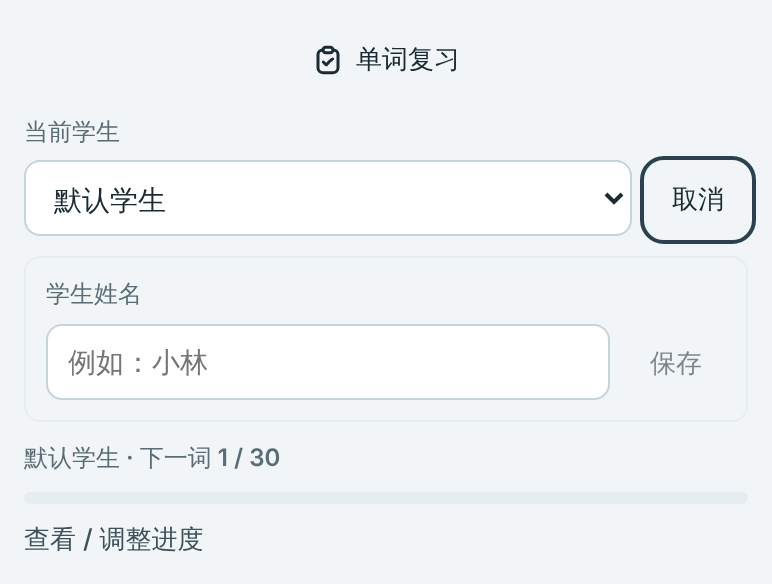 单词复习
当前学生
默认学生
取消
学生姓名
例如：小林
保存
默认学生 · 下一词 1 / 30
查看 / 调整进度